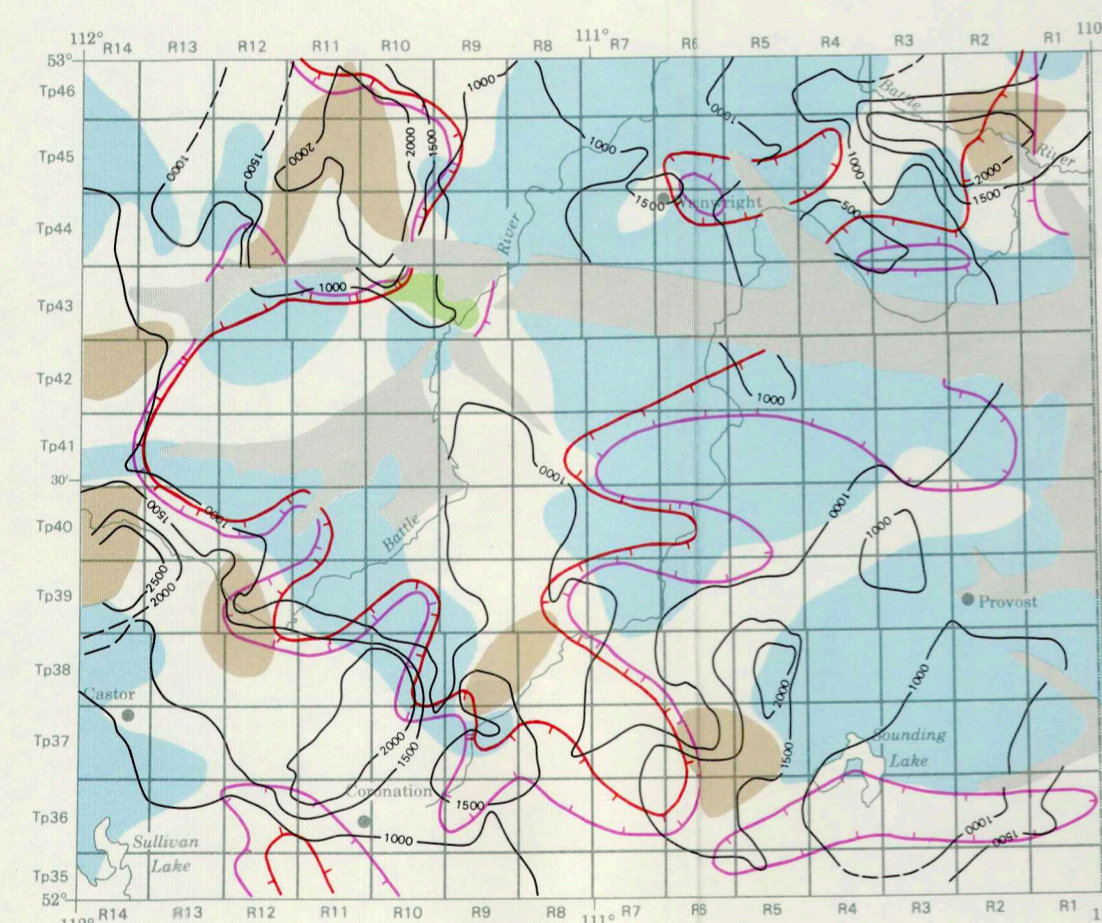 112° 111° 110
R14 R13 R12 R11 R10 R9 R8 R7 R6 R5 R4 R3 R2 R1
53°
Tp46
1000
1000
Battle
Tp45
1000
1500
2000
2000
1500
1000
1000
River
2000
1500
1500
Wainwright
500
Tp44
River
Tp43
1000
Tp42
1000
Tp41
1000
30'
1500
1000
1000
1000
Tp40
Battle
2500
2000
Tp39
Provost
Tp38
1000
2000
Castor
Tp37
2000
1500
1500
Sounding
Lake
Coronation
1500
Tp36
1000
1000
1500
Sullivan
Lake
Tp35
52°
R14 R13 R12 R11 R10 R9 R8 R7 R6 R5 R4 R3 R2 R1
112° 111° 1